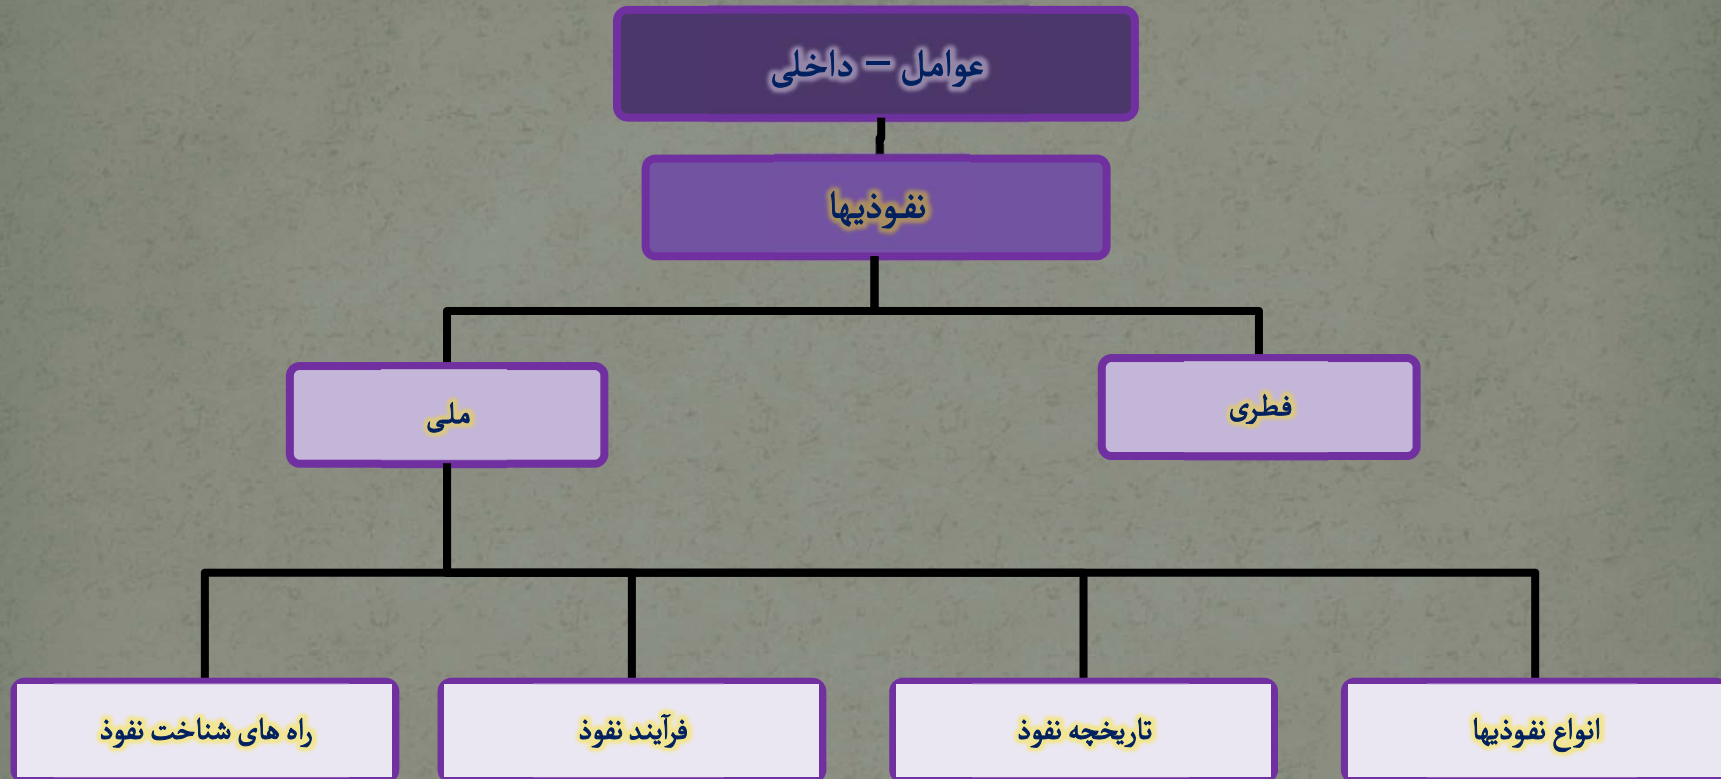 عوامل – داخلی
نفوذیها
فطری
ملی
انواع نفوذیها
تاریخچه نفوذ
فرآیند نفوذ
راه های شناخت نفوذ